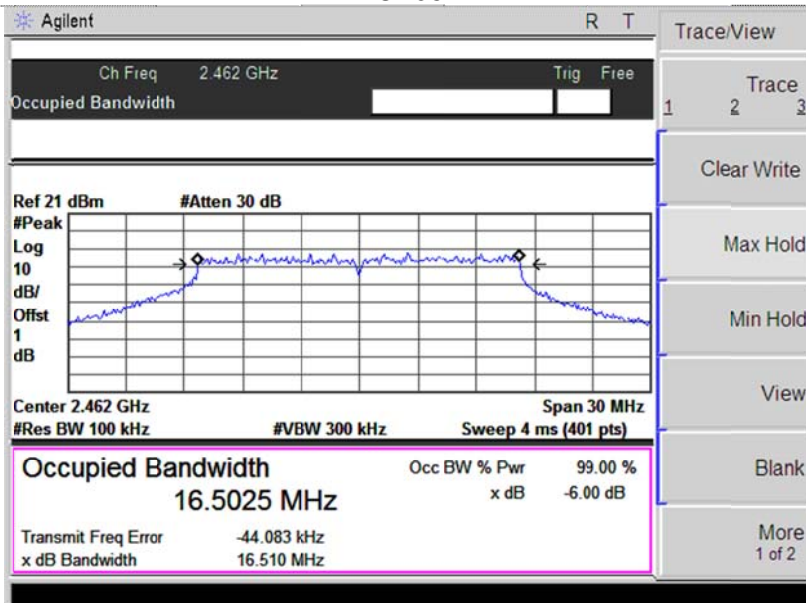 Agilent R T
Trace/View
Ch Freq 2.462 GHz Trig Free
Occupied Bandwidth
Trace
1 2 3
Clear Write
Max Hold
Min Hold
View
Blank
More
1 of 2
Ref 21 dBm #Atten 30 dB
#Peak
Log
10
dB/
Offst
1
dB
Center 2.462 GHz Span 30 MHz
#Res BW 100 kHz #VBW 300 kHz Sweep 4 ms (401 pts)
Occupied Bandwidth Occ BW % Pwr 99.00 %
16.5025 MHz x dB -6.00 dB
Transmit Freq Error -44.083 kHz
x dB Bandwidth 16.510 MHz